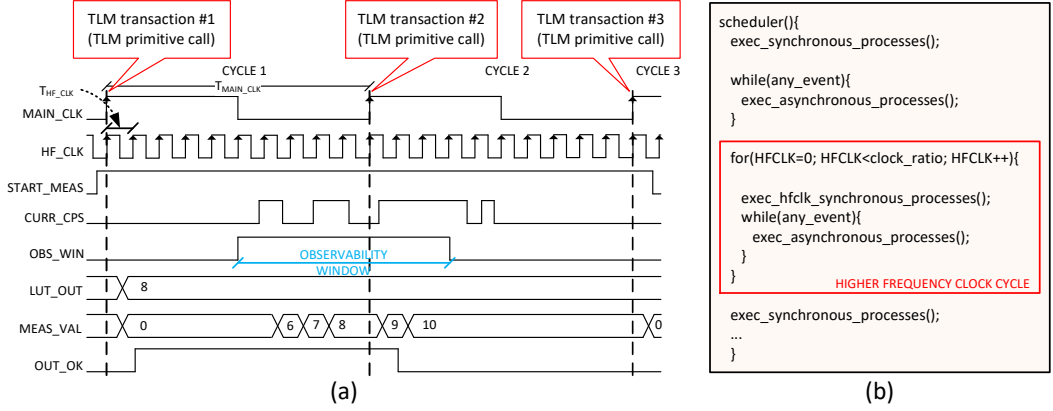 TLM transaction #1
(TLM primitive call)
TLM transaction #2
(TLM primitive call)
TLM transaction #3
(TLM primitive call)
CYCLE 1
CYCLE 2
CYCLE 3
T_HF_CLK
T_MAIN_CLK
MAIN_CLK
HF_CLK
START_MEAS
CURR_CPS
OBS_WIN
OBSERVABILITY
WINDOW
LUT_OUT
8
MEAS_VAL
0 6 7 8 9 10 0
OUT_OK
(a)
scheduler(){
exec_synchronous_processes();
while(any_event){
exec_asynchronous_processes();
}
for(HFCLK=0; HFCLK<clock_ratio; HFCLK++){
exec_hfclk_synchronous_processes();
while(any_event){
exec_asynchronous_processes();
}
}
HIGHER FREQUENCY CLOCK CYCLE
exec_synchronous_processes();
...
}
(b)